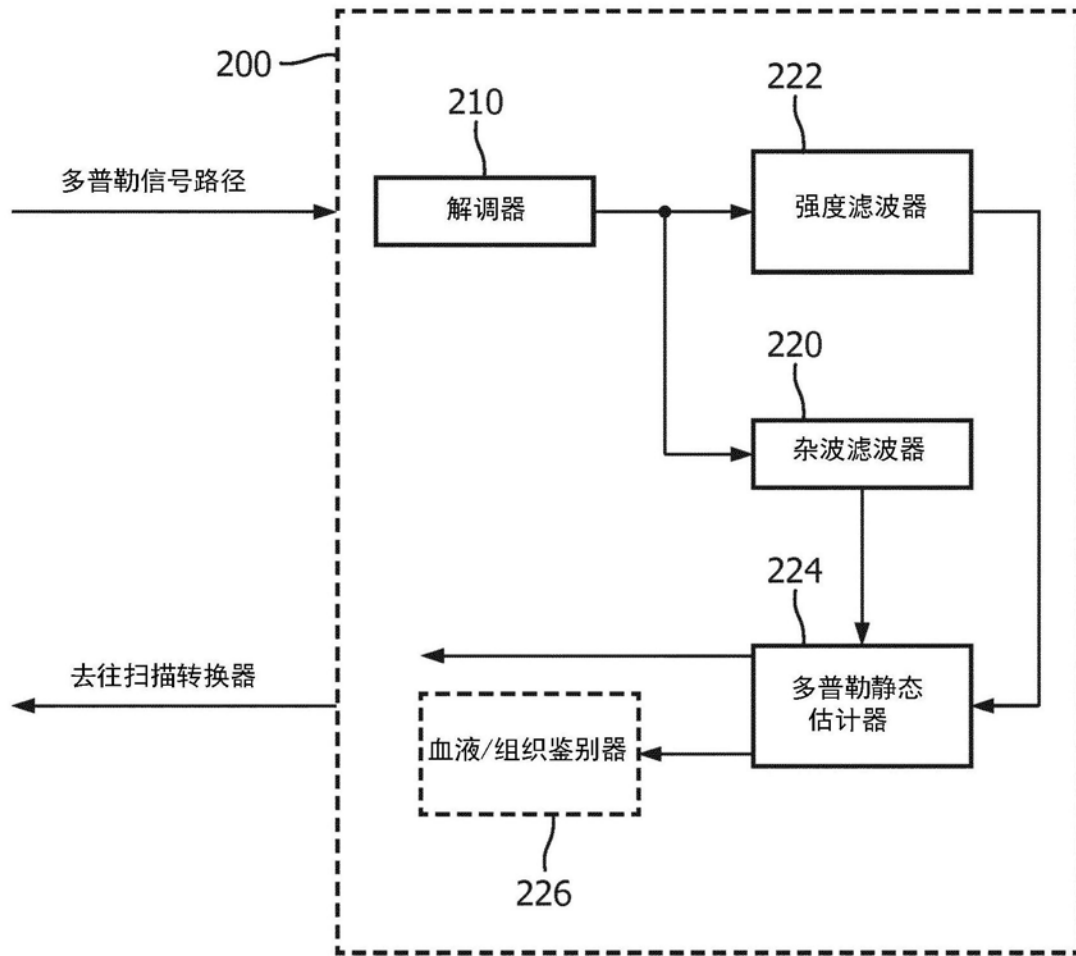 200
210
222
多普勒信号路径
解调器
强度滤波器
220
杂波滤波器
224
去往扫描转换器
多普勒静态
估计器
血液/组织鉴别器
226